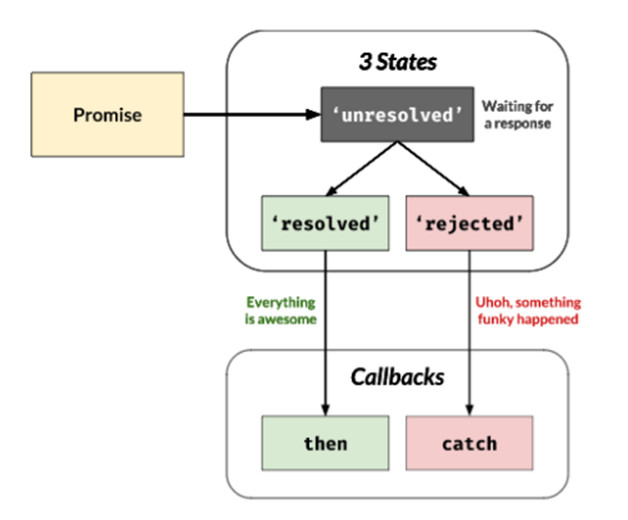 3 States
Promise
‘unresolved’
Waiting for
a response
‘resolved’
‘rejected’
Everything
is awesome
Uhoh, something
funky happened
Callbacks
then
catch